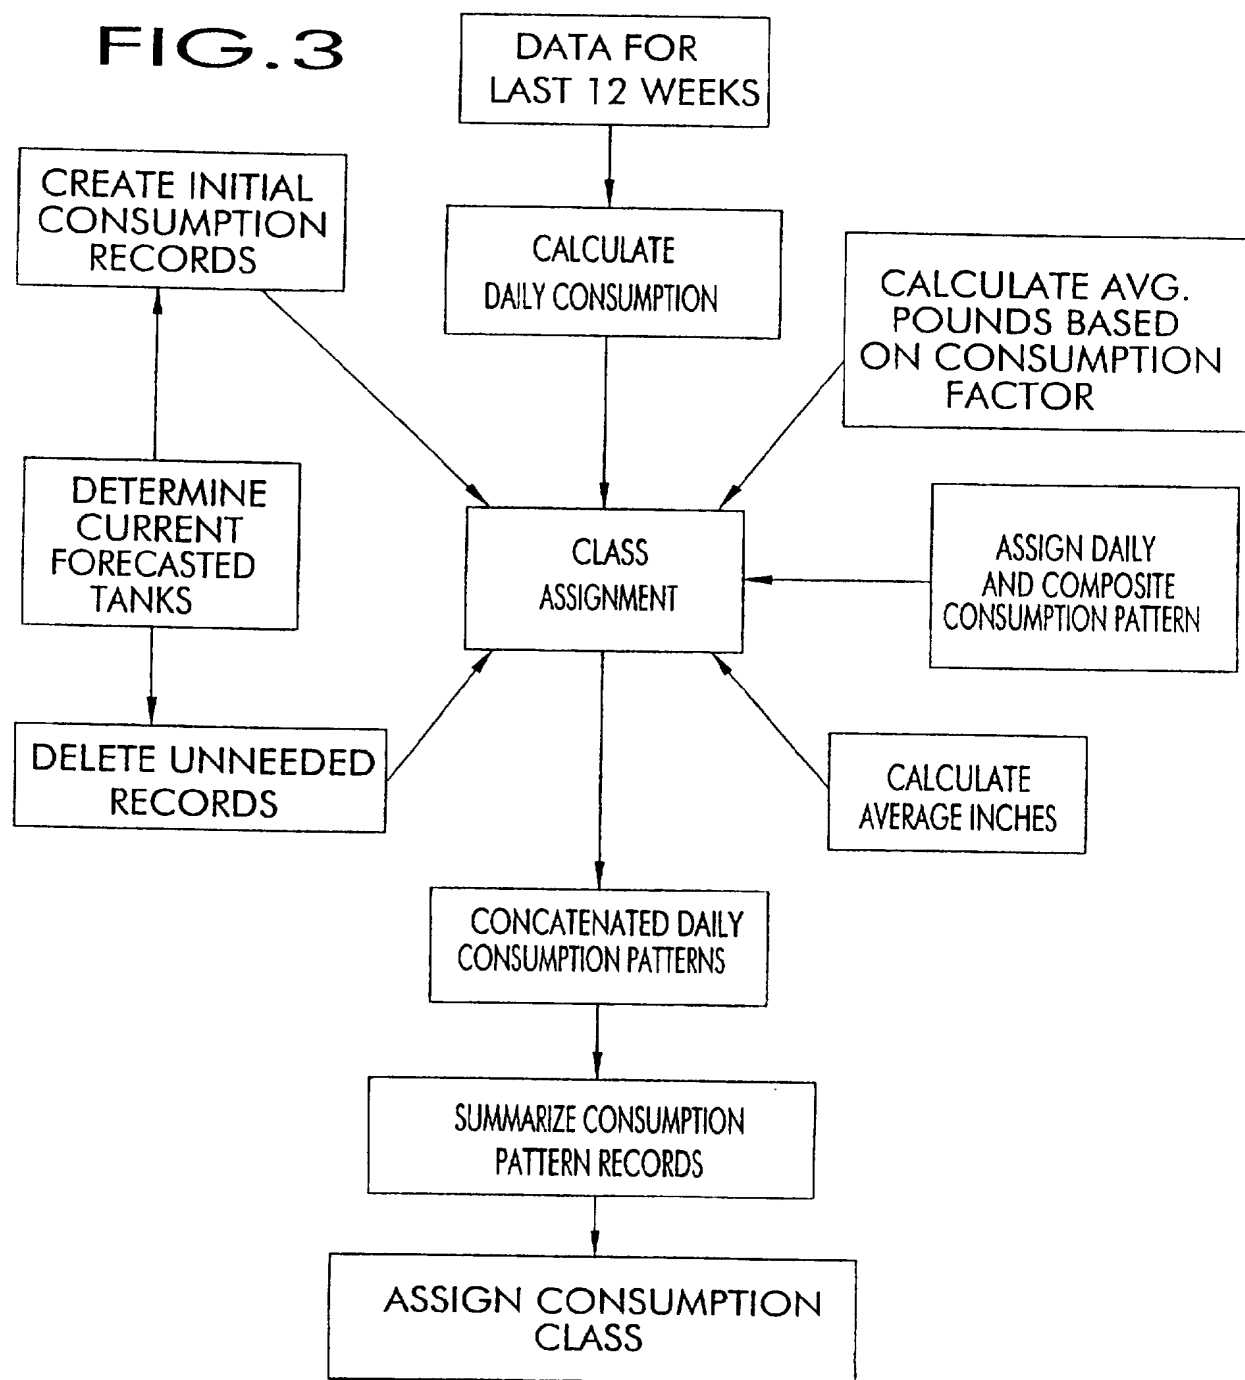 FIG.3
DATA FOR
LAST 12 WEEKS
CREATE INITIAL
CONSUMPTION
RECORDS
CALCULATE
DAILY CONSUMPTION
CALCULATE AVG.
POUNDS BASED
ON CONSUMPTION
FACTOR
DETERMINE
CURRENT
FORECASTED
TANKS
CLASS
ASSIGNMENT
ASSIGN DAILY
AND COMPOSITE
CONSUMPTION PATTERN
DELETE UNNEEDED
RECORDS
CALCULATE
AVERAGE INCHES
CONCATENATED DAILY
CONSUMPTION PATTERNS
SUMMARIZE CONSUMPTION
PATTERN RECORDS
ASSIGN CONSUMPTION
CLASS